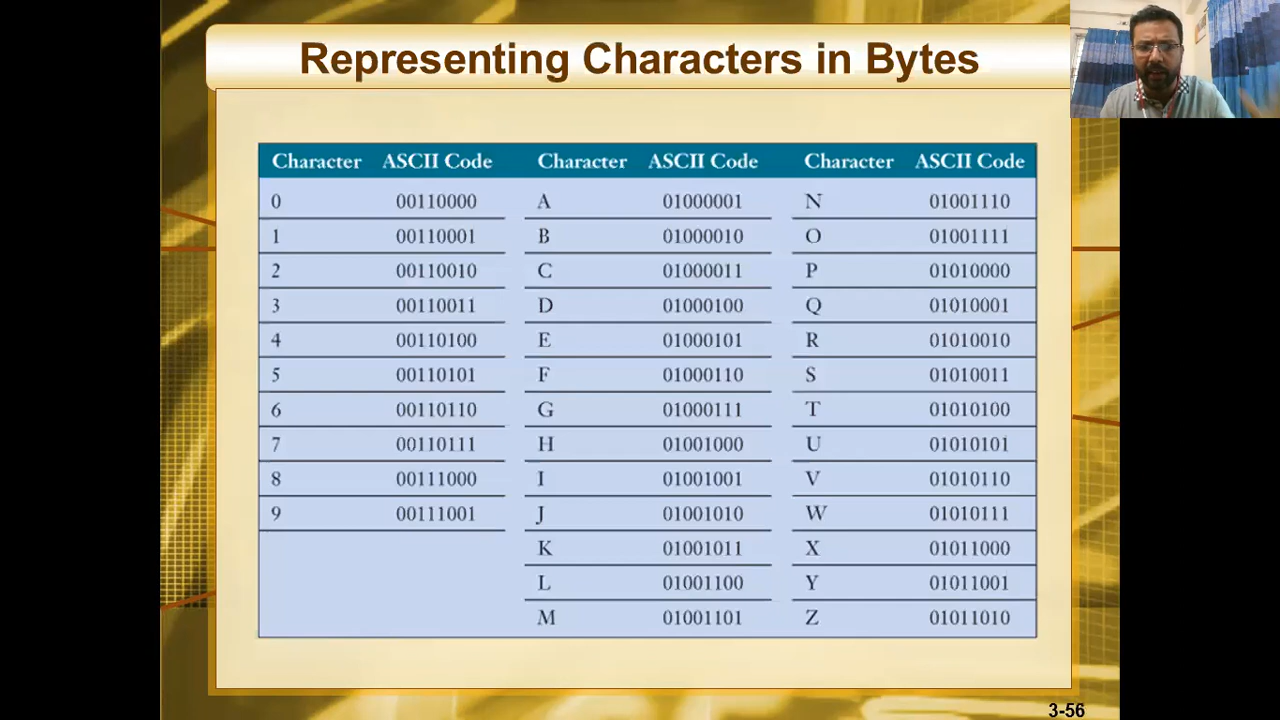 Representing Characters in Bytes
Character ASCII Code Character ASCII Code Character ASCII Code
0 00110000 A 01000001 N 01001110
1 00110001 B 01000010 O 01001111
2 00110010 C 01000011 P 01010000
3 00110011 D 01000100 Q 01010001
4 00110100 E 01000101 R 01010010
5 00110101 F 01000110 S 01010011
6 00110110 G 01000111 T 01010100
7 00110111 H 01001000 U 01010101
8 00111000 I 01001001 V 01010110
9 00111001 J 01001010 W 01010111
K 01001011 X 01011000
L 01001100 Y 01011001
M 01001101 Z 01011010
3-56